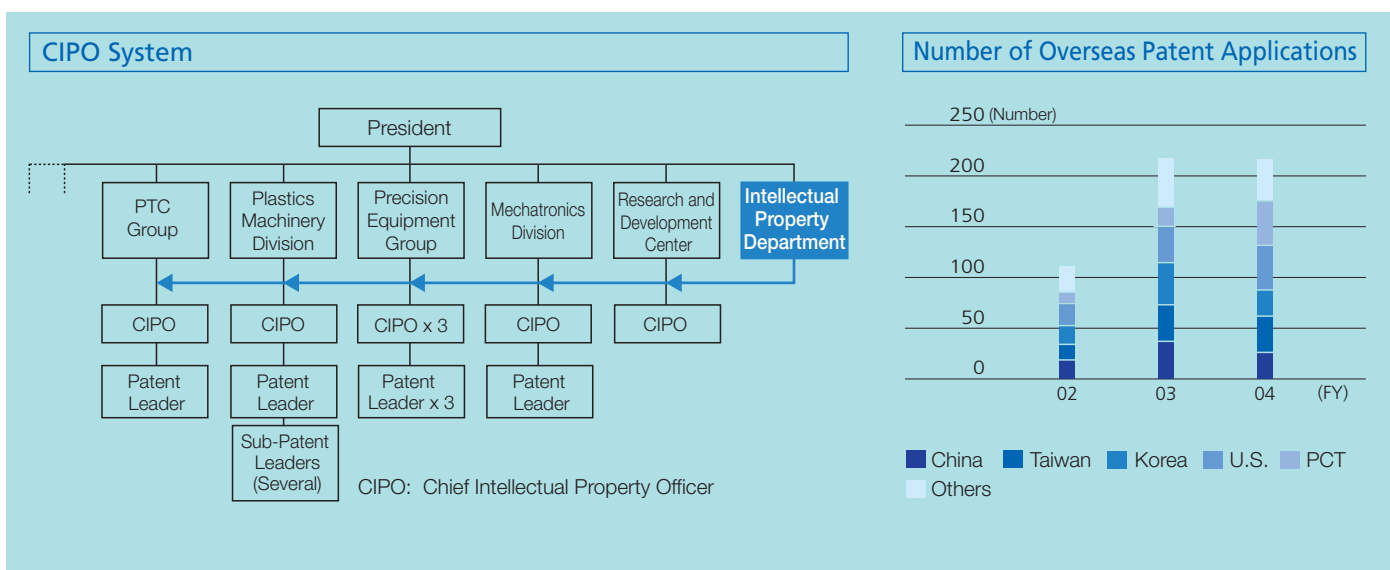 CIPO System
President
PTC
Group
Plastics
Machinery
Division
Precision
Equipment
Group
Mechatronics
Division
Research and
Development
Center
Intellectual
Property
Department
CIPO
CIPO
CIPO x 3
CIPO
CIPO
Patent
Leader
Patent
Leader
Patent
Leader x 3
Patent
Leader
Sub-Patent
Leaders
(Several)
CIPO: Chief Intellectual Property Officer
Number of Overseas Patent Applications
250 (Number)
200
150
100
50
0
02 03 04 (FY)
China Taiwan Korea U.S. PCT
Others